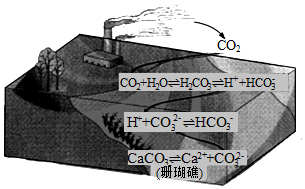 CO₂
CO₂+H₂O⇌H₂CO₃⇌H⁺+HCO₃⁻
H⁺+CO₃²⁻⇌HCO₃⁻
CaCO₃⇌Ca²⁺+CO₃²⁻
(珊瑚礁)